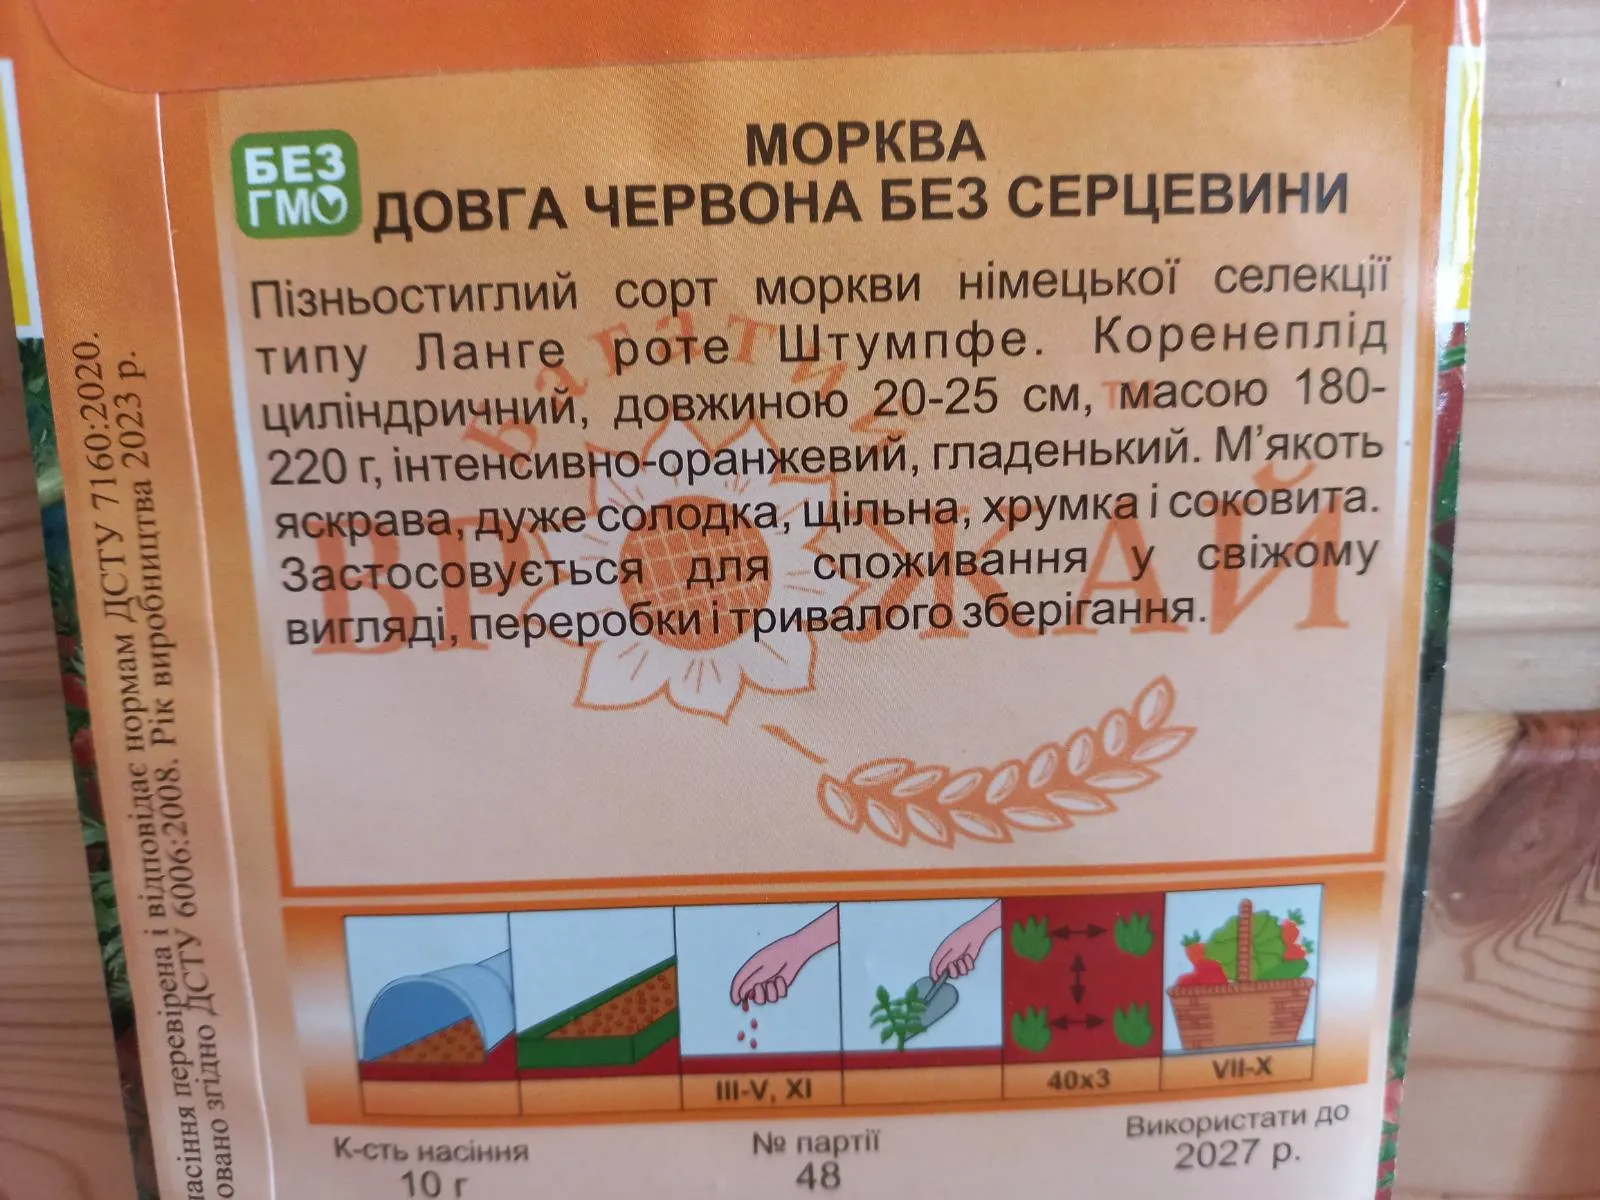 БЕЗ
ГМО
МОРКВА
ДОВГА ЧЕРВОНА БЕЗ СЕРЦЕВИНИ
Пізньостиглий сорт моркви німецької селекції
типу Ланге роте Штумпфе. Коренеплід
циліндричний, довжиною 20-25 см, масою 180-
220 г, інтенсивно-оранжевий, гладенький. М'якоть
яскрава, дуже солодка, щільна, хрумка і соковита.
Застосовується для споживання у свіжому
вигляді, переробки і тривалого зберігання.
Багатий
ТМ
ВРОЖАЙ
III-V, XI
40x3
VII-X
К-сть насіння
10 г
№ партії
48
Використати до
2027 р.
перевірена і відповідає нормам ДСТУ 7160:2020.
згідно ДСТУ 6006:2008. Рік виробництва 2023 р.